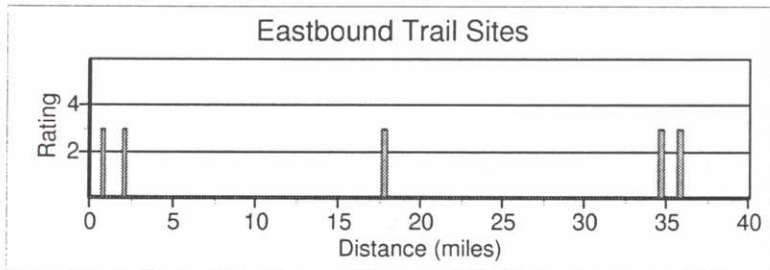 Eastbound Trail Sites
Rating
4
2
0 5 10 15 20 25 30 35 40
Distance (miles)